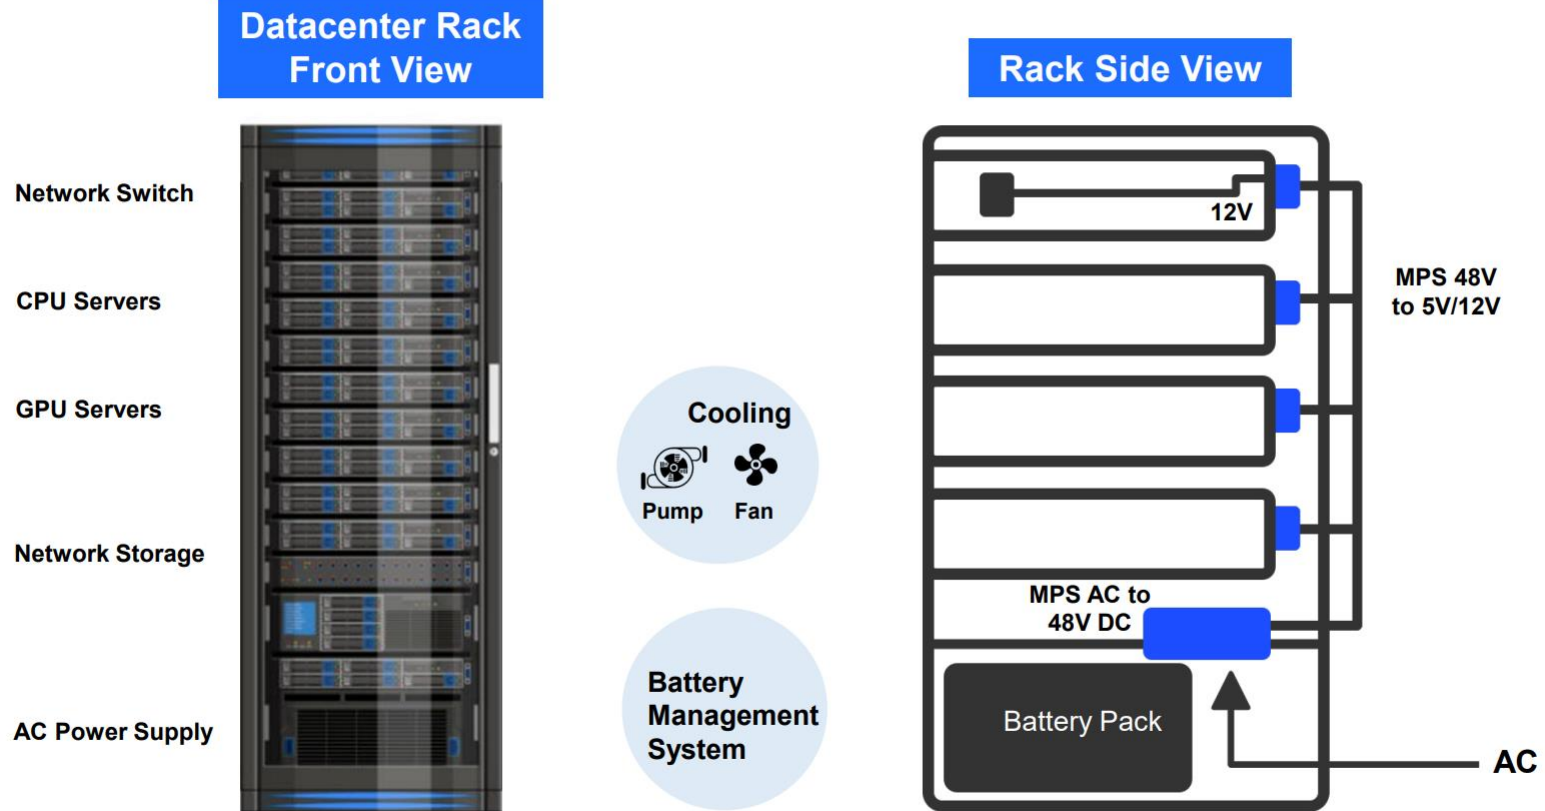 Datacenter Rack
Front View
Rack Side View
Network Switch
CPU Servers
GPU Servers
Network Storage
AC Power Supply
Cooling
Pump
Fan
Battery
Management
System
12V
MPS 48V
to 5V/12V
MPS AC to
48V DC
Battery Pack
AC